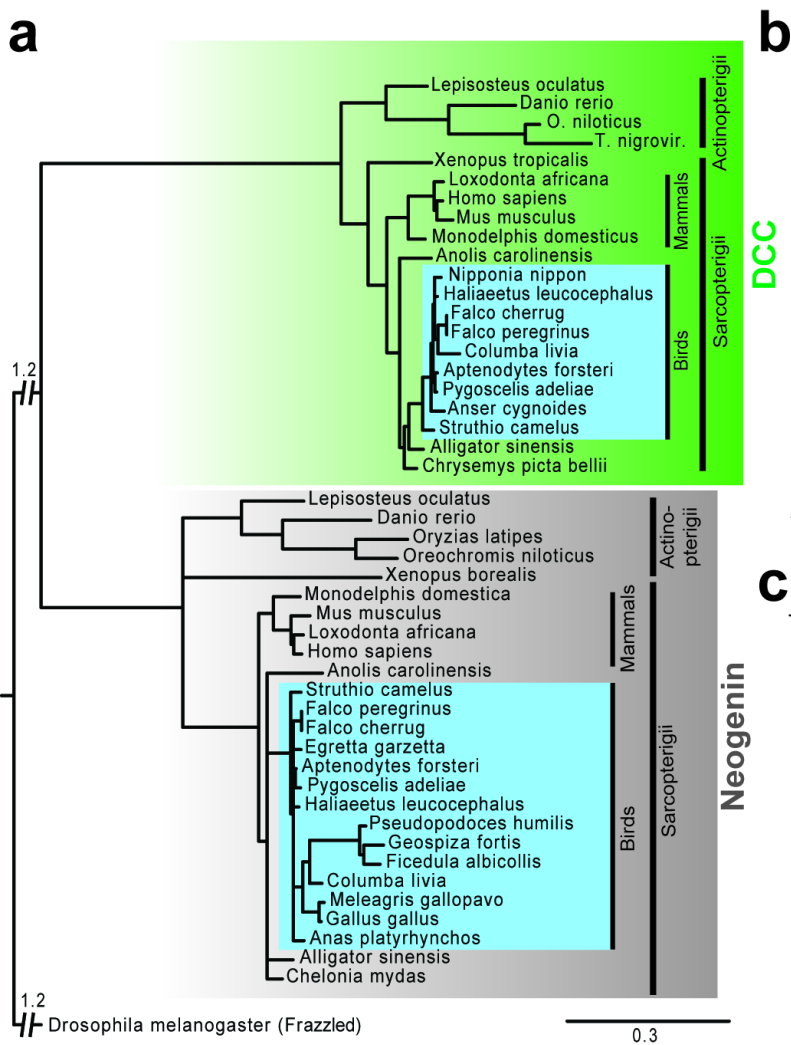 a
b
Lepisosteus oculatus
Danio rerio
O. niloticus
T. nigrovir.
Xenopus tropicalis
Loxodonta africana
Homo sapiens
Mus musculus
Monodelphis domesticus
Anolis carolinensis
Nipponia nippon
Haliaeetus leucocephalus
Falco cherrug
Falco peregrinus
Columba livia
Aptenodytes forsteri
Pygoscelis adeliae
Anser cygnoides
Struthio camelus
Alligator sinensis
Chrysemys picta bellii
Actinopterigii
Mammals
Birds
Sarcopterigii
DCC
1.2
Lepisosteus oculatus
Danio rerio
Oryzias latipes
Oreochromis niloticus
Xenopus borealis
Monodelphis domestica
Mus musculus
Loxodonta africana
Homo sapiens
Anolis carolinensis
Struthio camelus
Falco peregrinus
Falco cherrug
Egretta garzetta
Aptenodytes forsteri
Pygoscelis adeliae
Haliaeetus leucocephalus
Pseudopodoces humilis
Geospiza fortis
Ficedula albicollis
Columba livia
Meleagris gallopavo
Gallus gallus
Anas platyrhynchos
Alligator sinensis
Chelonia mydas
Actino-
pterigii
Mammals
Birds
Sarcopterigii
Neogenin
c
1.2
Drosophila melanogaster (Frazzled)
0.3